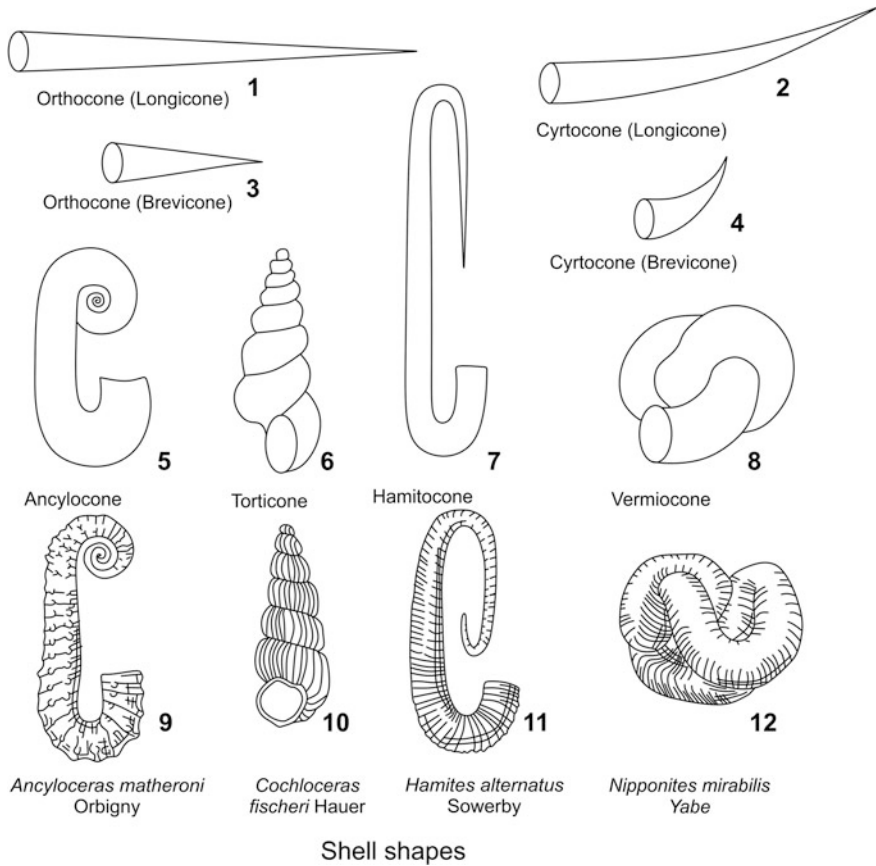 1
Orthocone (Longicone)
2
Cyrtocone (Longicone)
3
Orthocone (Brevicone)
4
Cyrtocone (Brevicone)
5
6
7
8
Ancylocone
Torticone
Hamitocone
Vermiocone
9
10
11
12
Ancyloceras matheroni
Orbigny
Cochloceras
fischeri Hauer
Hamites alternatus
Sowerby
Nipponites mirabilis
Yabe
Shell shapes